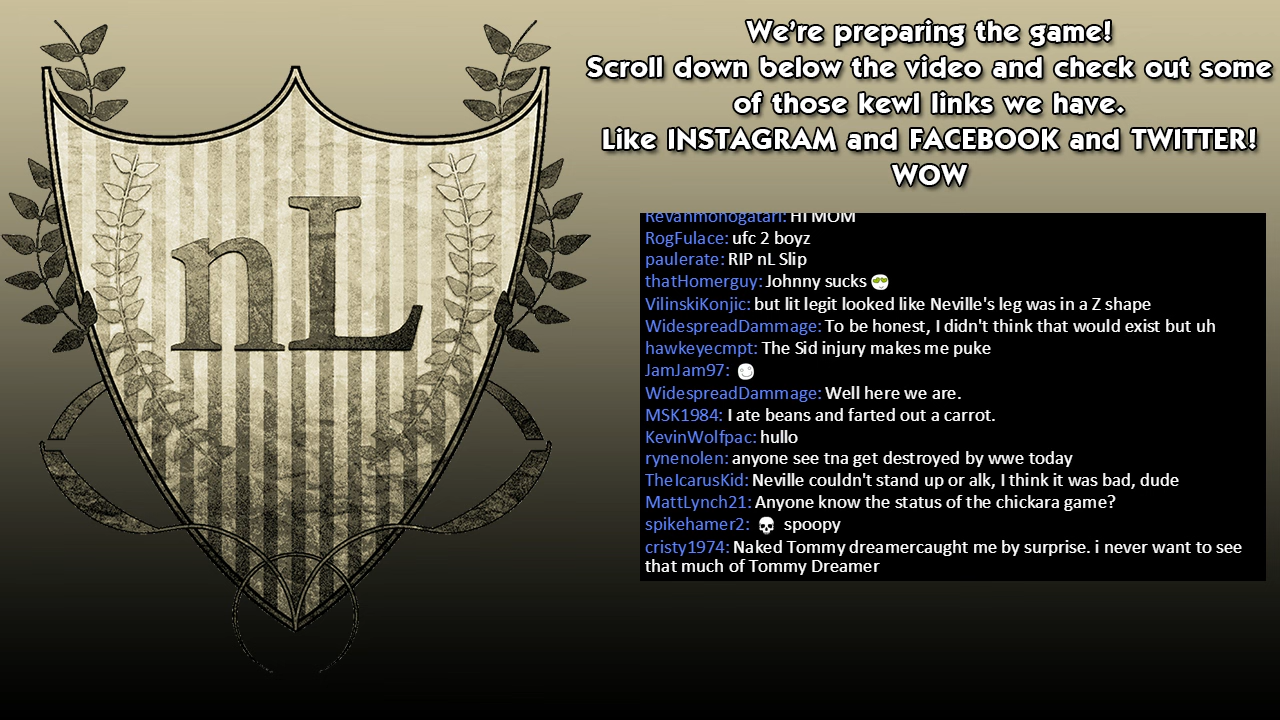 We're preparing the game!
Scroll down below the video and check out some
of those kewl links we have.
Like INSTAGRAM and FACEBOOK and TWITTER!
WOW
nL
Revanmonogatari: HI MOM
RogFulace: ufc 2 boyz
paulerate: RIP nL Slip
thatHomerguy: Johnny sucks
VilinskiKonjic: but lit legit looked like Neville's leg was in a Z shape
WidespreadDammage: To be honest, I didn't think that would exist but uh
hawkeyecmpt: The Sid injury makes me puke
JamJam97:
WidespreadDammage: Well here we are.
MSK1984: I ate beans and farted out a carrot.
KevinWolfpac: hullo
rynenolen: anyone see tna get destroyed by wwe today
TheIcarusKid: Neville couldn't stand up or alk, I think it was bad, dude
MattLynch21: Anyone know the status of the chickara game?
spikehamer2: spoopy
cristy1974: Naked Tommy dreamercaught me by surprise. i never want to see
that much of Tommy Dreamer